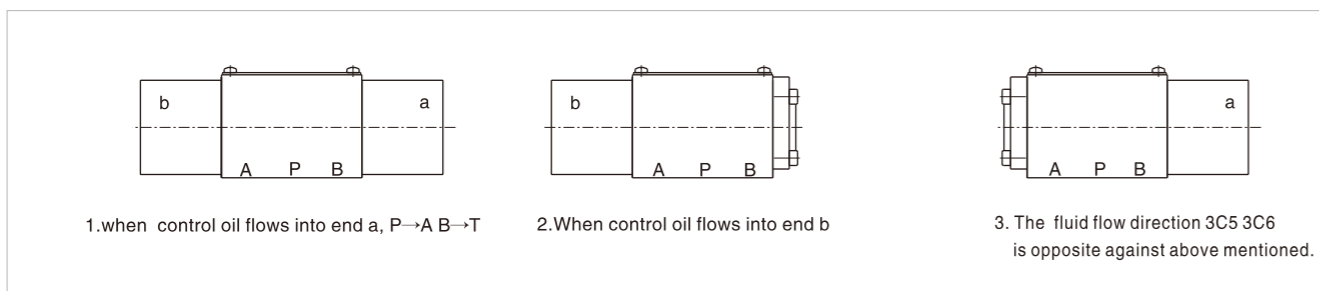 b
a
A P B
1.when control oil flows into end a, P→A B→T
b
A P B
2.When control oil flows into end b
a
A P B
3. The fluid flow direction 3C5 3C6
is opposite against above mentioned.